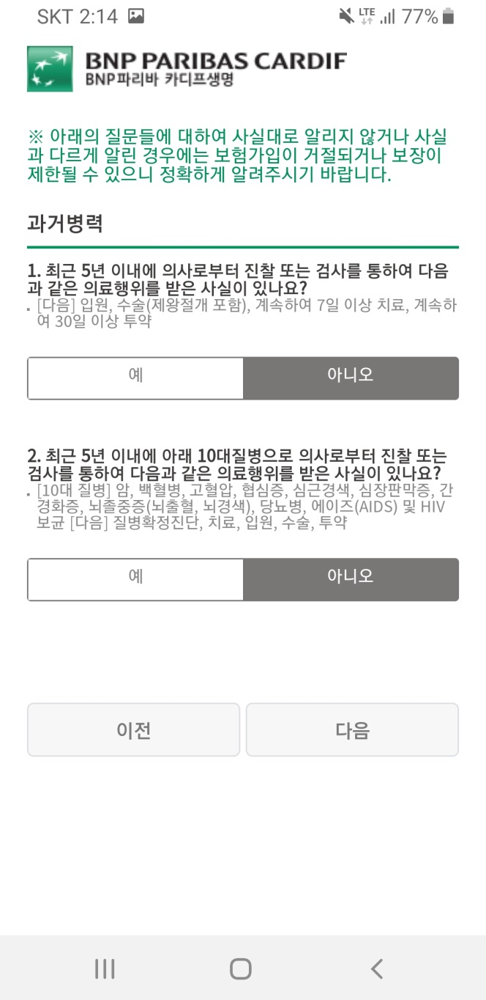 SKT 2:14
LTE 77%
BNP PARIBAS CARDIF
BNP파리바 카디프생명
※ 아래의 질문들에 대하여 사실대로 알리지 않거나 사실
과 다르게 알린 경우에는 보험가입이 거절되거나 보장이
제한될 수 있으니 정확하게 알려주시기 바랍니다.
과거병력
1. 최근 5년 이내에 의사로부터 진찰 또는 검사를 통하여 다음
과 같은 의료행위를 받은 사실이 있나요?
. [다음] 입원, 수술(제왕절개 포함), 계속하여 7일 이상 치료, 계속하
여 30일 이상 투약
예
아니오
2. 최근 5년 이내에 아래 10대질병으로 의사로부터 진찰 또는
검사를 통하여 다음과 같은 의료행위를 받은 사실이 있나요?
. [10대 질병] 암, 백혈병, 고혈압, 협심증, 심근경색, 심장판막증, 간
경화증, 뇌졸중증(뇌출혈, 뇌경색), 당뇨병, 에이즈(AIDS) 및 HIV
보균 [다음] 질병확정진단, 치료, 입원, 수술, 투약
예
아니오
이전
다음